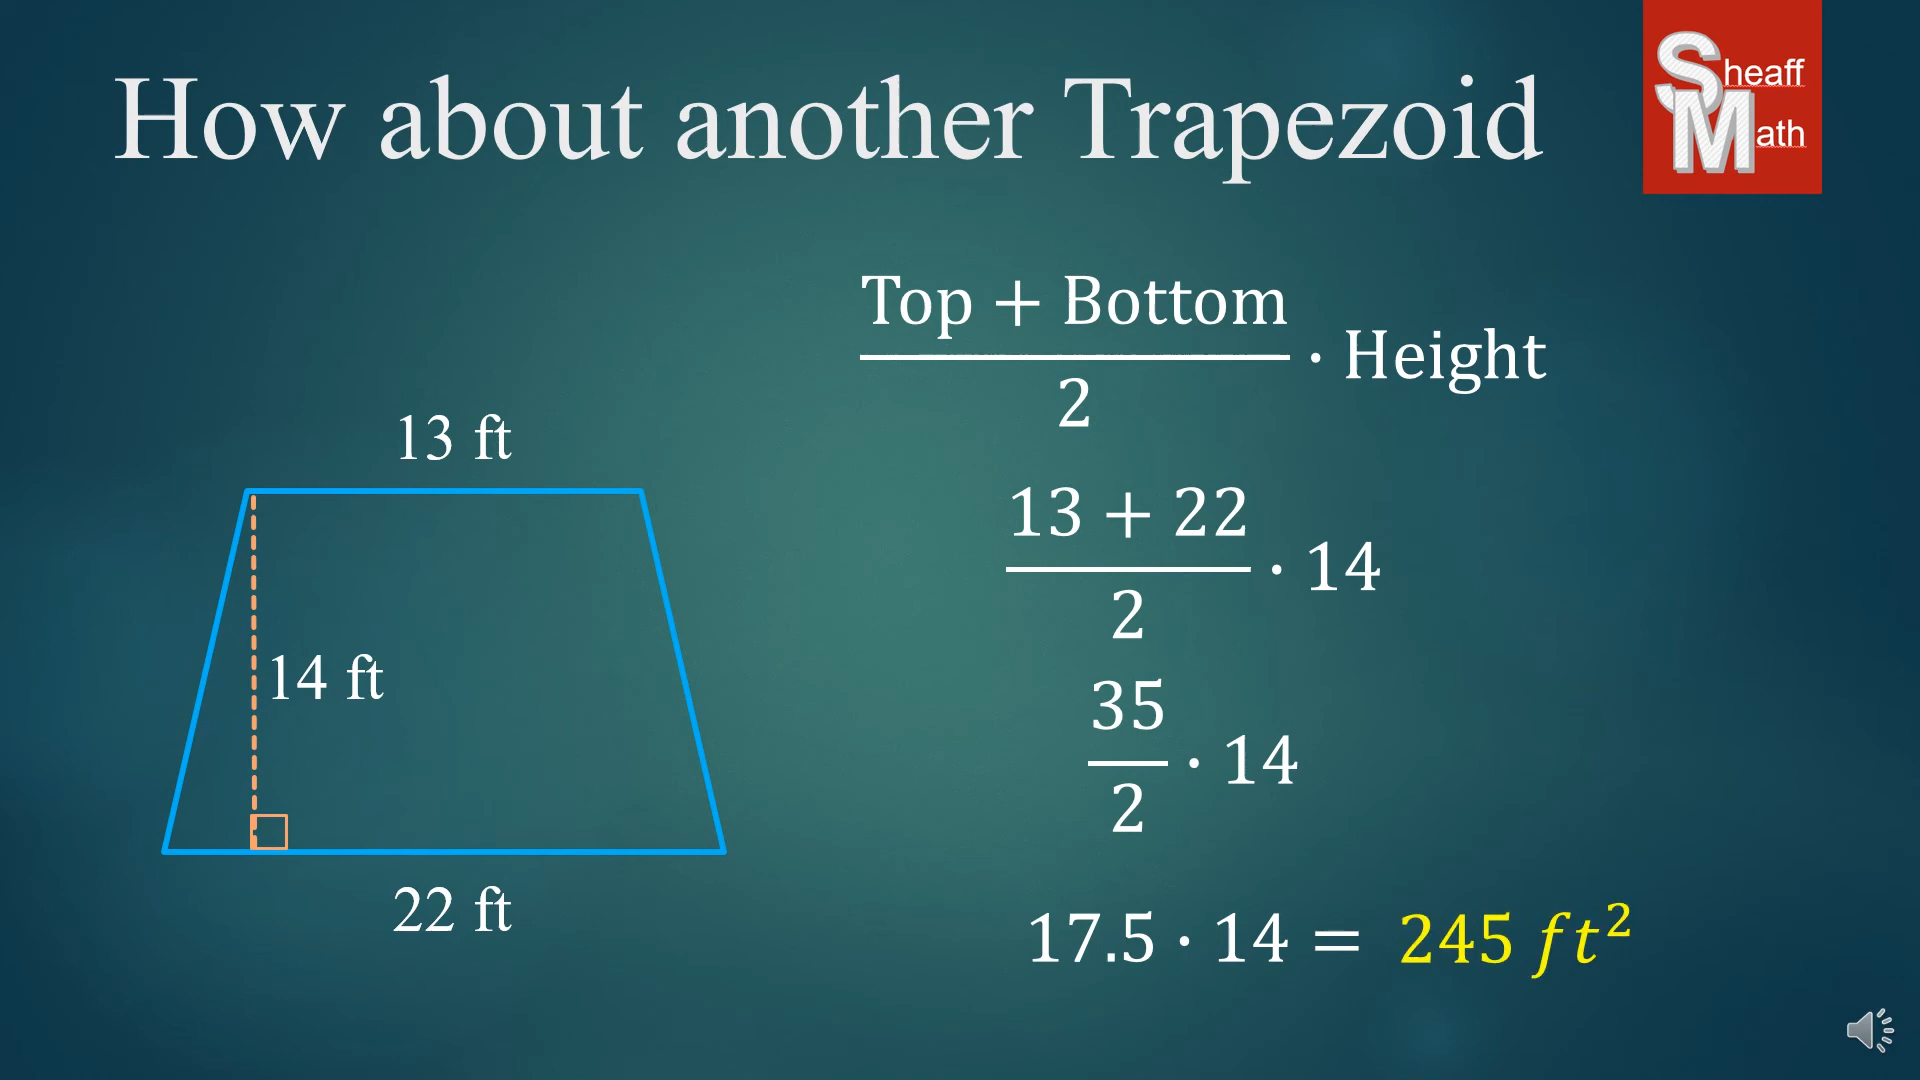 How about another Trapezoid
Sheaff
Math
Top + Bottom
2
· Height
13 ft
13 + 22
2
· 14
14 ft
35
2
· 14
22 ft
17.5 · 14 = 245 ft²